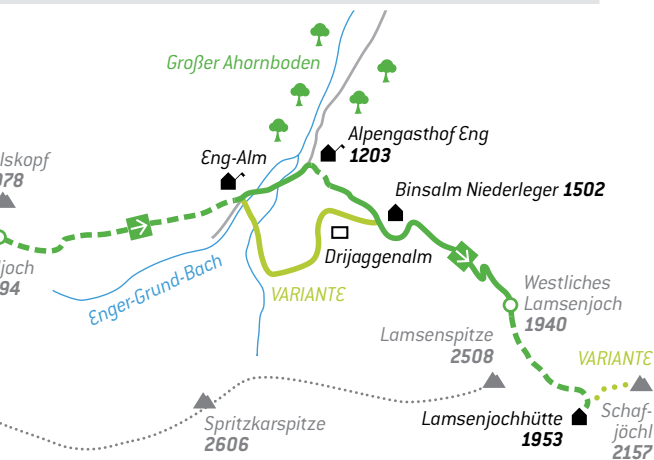 Großer Ahornboden
Alpengasthof Eng
1203
Eng-Alm
Binsalm Niederleger 1502
Drijaggenalm
Enger-Grund-Bach
VARIANTE
Westliches
Lamsenjoch
1940
Lamsenspitze
2508
VARIANTE
Spritzkarspitze
2606
Lamsenjochhütte
1953
Schaf-
jöchl
2157